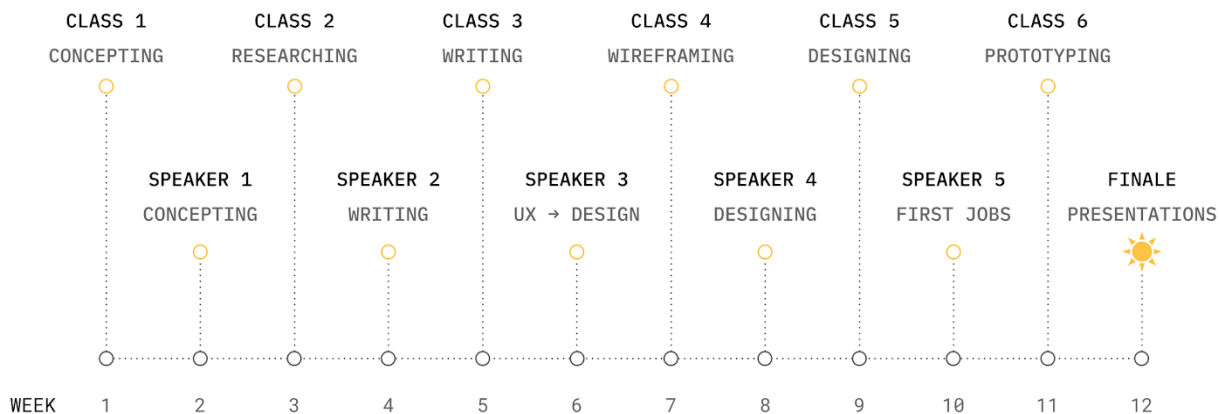 CLASS 1 CLASS 2 CLASS 3 CLASS 4 CLASS 5 CLASS 6
CONCEPTING RESEARCHING WRITING WIREFRAMING DESIGNING PROTOTYPING
SPEAKER 1 SPEAKER 2 SPEAKER 3 SPEAKER 4 SPEAKER 5 FINALE
CONCEPTING WRITING UX → DESIGN DESIGNING FIRST JOBS PRESENTATIONS
WEEK 1 2 3 4 5 6 7 8 9 10 11 12